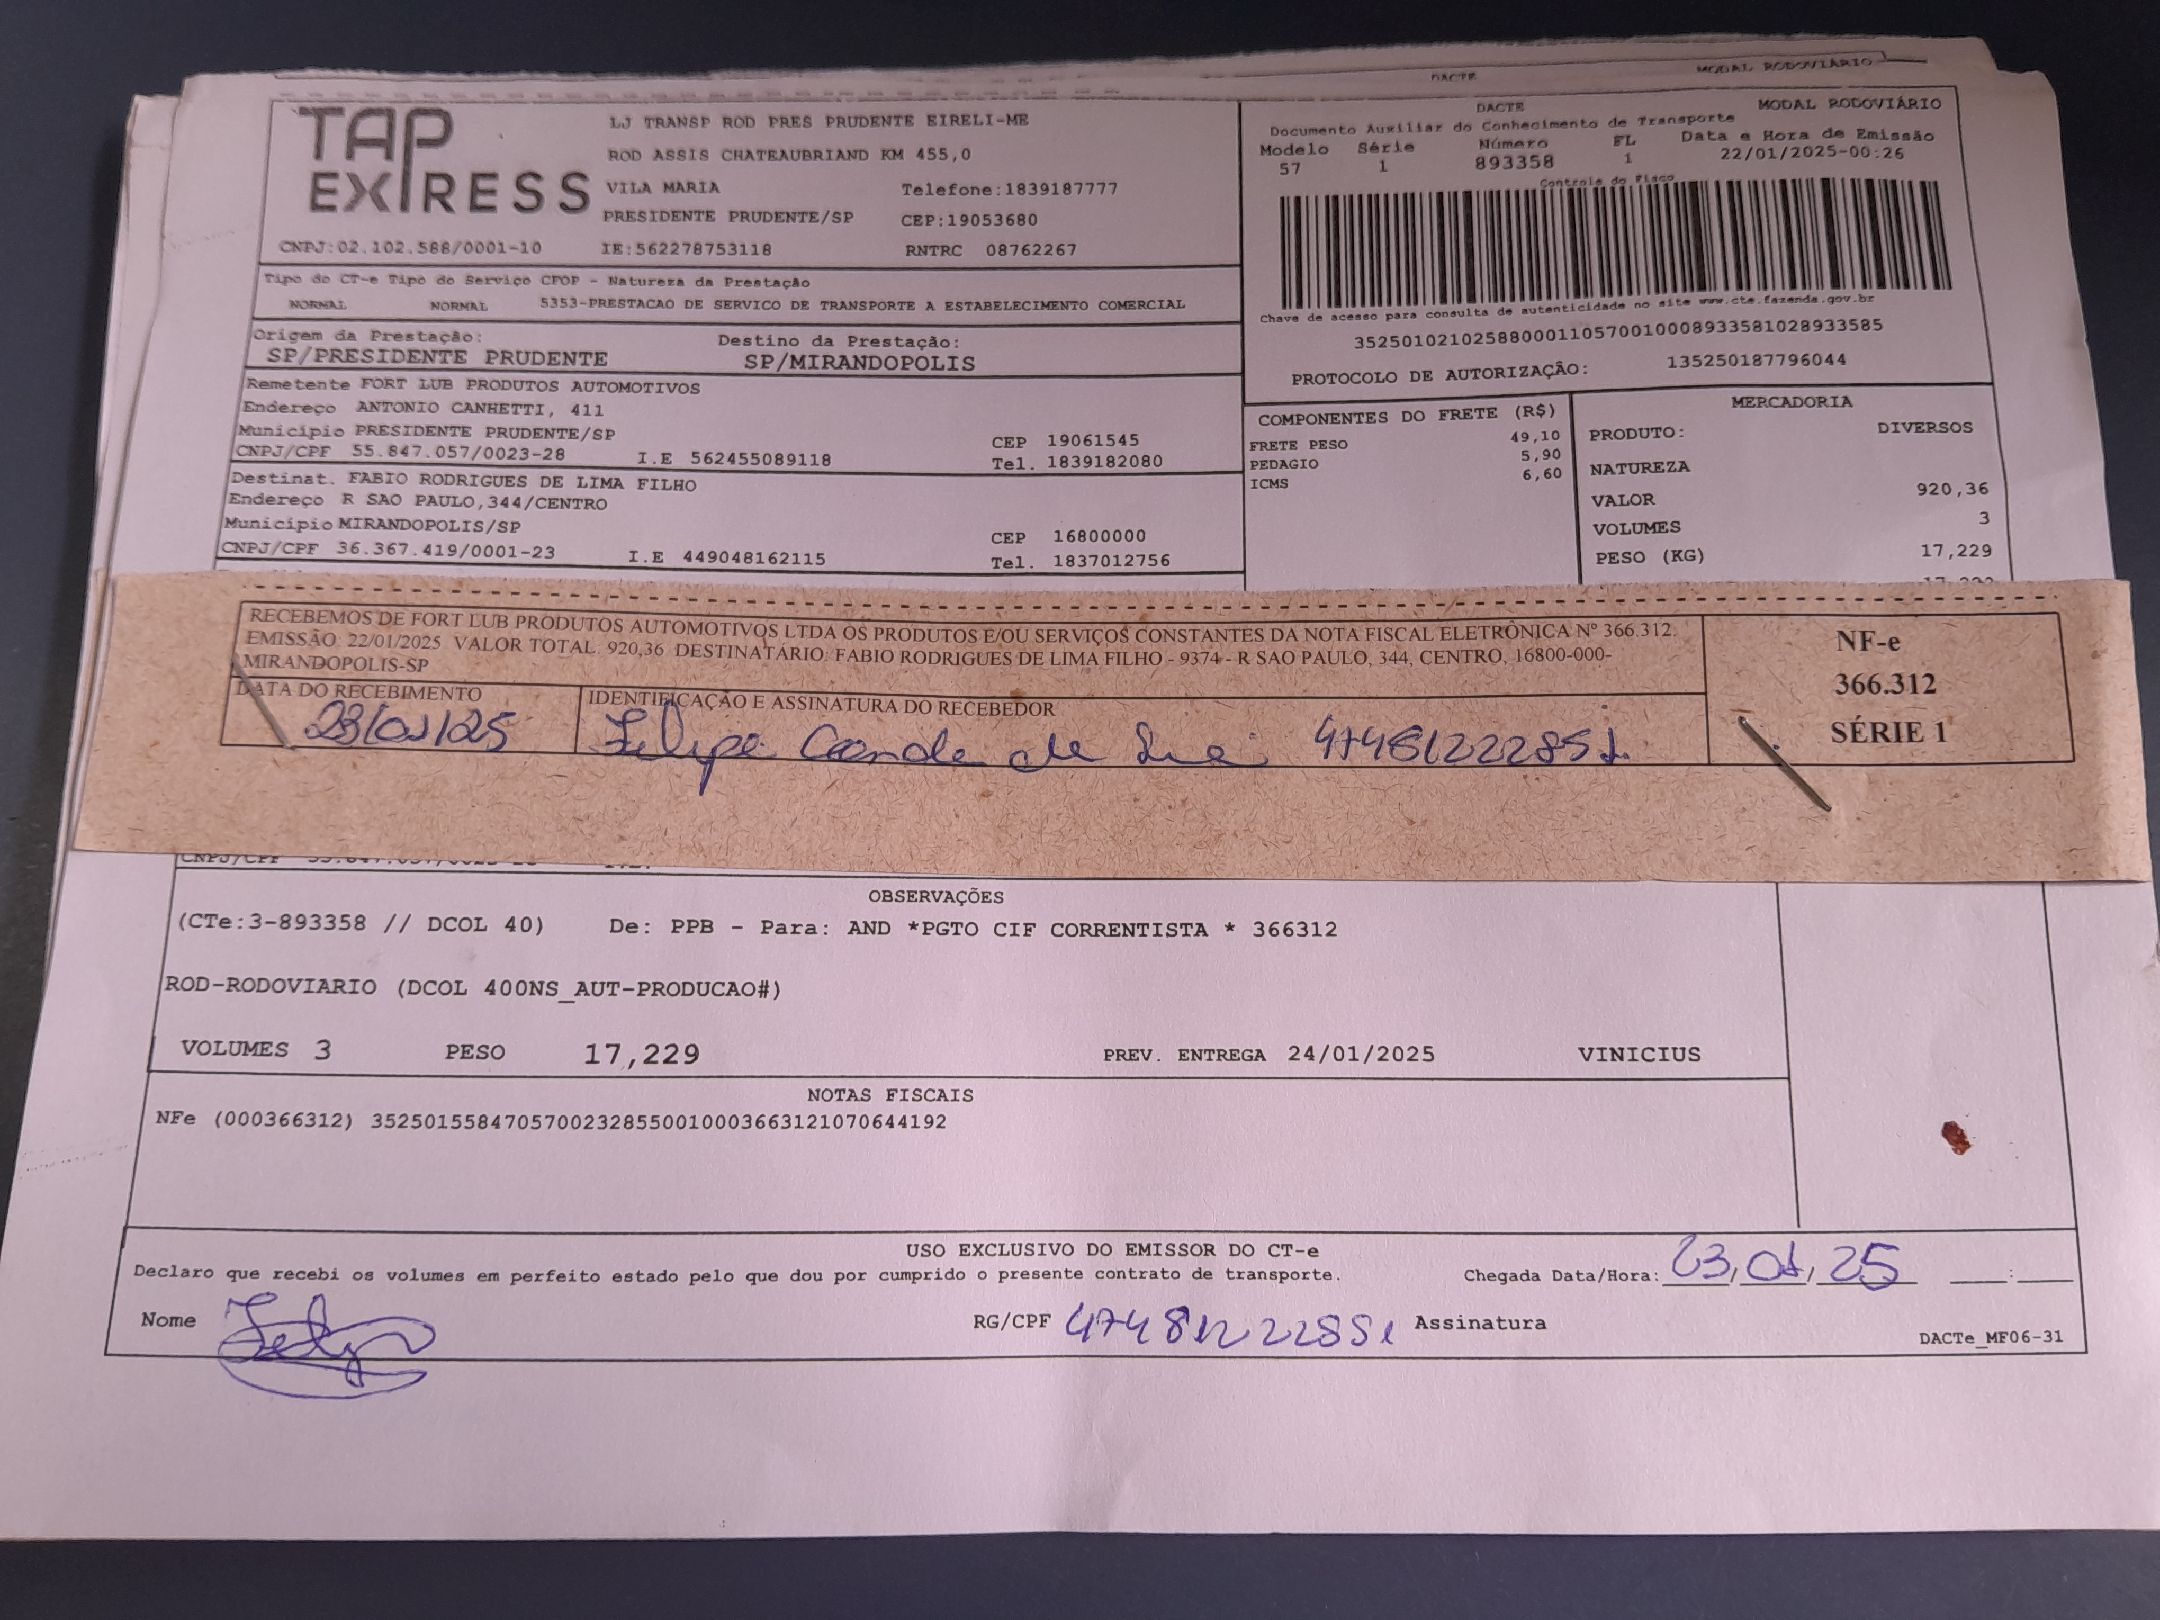 DACTE MODAL RODOVIÁRIO
TAP EXPRESS
LJ TRANSP ROD PRES PRUDENTE EIRELI-ME
ROD ASSIS CHATEAUBRIAND KM 455,0
VILA MARIA Telefone:1839187777
PRESIDENTE PRUDENTE/SP CEP:19053680
CNPJ:02.102.588/0001-10 IE:562278753118 RNTRC 08762267
DACTE MODAL RODOVIÁRIO
Documento Auxiliar do Conhecimento de Transporte
Modelo Série Número FL Data e Hora de Emissão
57 1 893358 1 22/01/2025-00:26
Controle do Fisco
Chave de acesso para consulta de autenticidade no site www.cte.fazenda.gov.br
35250102102588000110570010008933581028933585
PROTOCOLO DE AUTORIZAÇÃO: 135250187796044
Tipo do CT-e Tipo do Serviço CFOP - Natureza da Prestação
NORMAL NORMAL 5353-PRESTACAO DE SERVICO DE TRANSPORTE A ESTABELECIMENTO COMERCIAL
Origem da Prestação: Destino da Prestação:
SP/PRESIDENTE PRUDENTE SP/MIRANDOPOLIS
Remetente FORT LUB PRODUTOS AUTOMOTIVOS
Endereço ANTONIO CANHETTI, 411
Município PRESIDENTE PRUDENTE/SP CEP 19061545
CNPJ/CPF 55.847.057/0023-28 I.E 562455089118 Tel. 1839182080
Destinat. FABIO RODRIGUES DE LIMA FILHO
Endereço R SAO PAULO,344/CENTRO
Município MIRANDOPOLIS/SP CEP 16800000
CNPJ/CPF 36.367.419/0001-23 I.E 449048162115 Tel. 1837012756
COMPONENTES DO FRETE (R$)
FRETE PESO 49,10
PEDAGIO 5,90
ICMS 6,60
MERCADORIA
PRODUTO: DIVERSOS
NATUREZA
VALOR 920,36
VOLUMES 3
PESO (KG) 17,229
RECEBEMOS DE FORT LUB PRODUTOS AUTOMOTIVOS LTDA OS PRODUTOS E/OU SERVIÇOS CONSTANTES DA NOTA FISCAL ELETRÔNICA Nº 366.312.
EMISSÃO: 22/01/2025 VALOR TOTAL: 920,36 DESTINATÁRIO: FABIO RODRIGUES DE LIMA FILHO - 9374 - R SAO PAULO, 344, CENTRO, 16800-000-
MIRANDOPOLIS-SP
DATA DO RECEBIMENTO IDENTIFICAÇÃO E ASSINATURA DO RECEBEDOR
23/01/25 Felipe de 47481222851
NF-e
366.312
SÉRIE 1
CNPJ/CPF
OBSERVAÇÕES
(CTe:3-893358 // DCOL 40) De: PPB - Para: AND *PGTO CIF CORRENTISTA * 366312
ROD-RODOVIARIO (DCOL 400NS_AUT-PRODUCAO#)
VOLUMES 3 PESO 17,229 PREV. ENTREGA 24/01/2025 VINICIUS
NOTAS FISCAIS
NFe (000366312) 35250155847057002328550010003663121070644192
USO EXCLUSIVO DO EMISSOR DO CT-e
Declaro que recebi os volumes em perfeito estado pelo que dou por cumprido o presente contrato de transporte. Chegada Data/Hora: 23/01/25 __:__
Nome Felipe RG/CPF 47481222851 Assinatura
DACTe_MF06-31